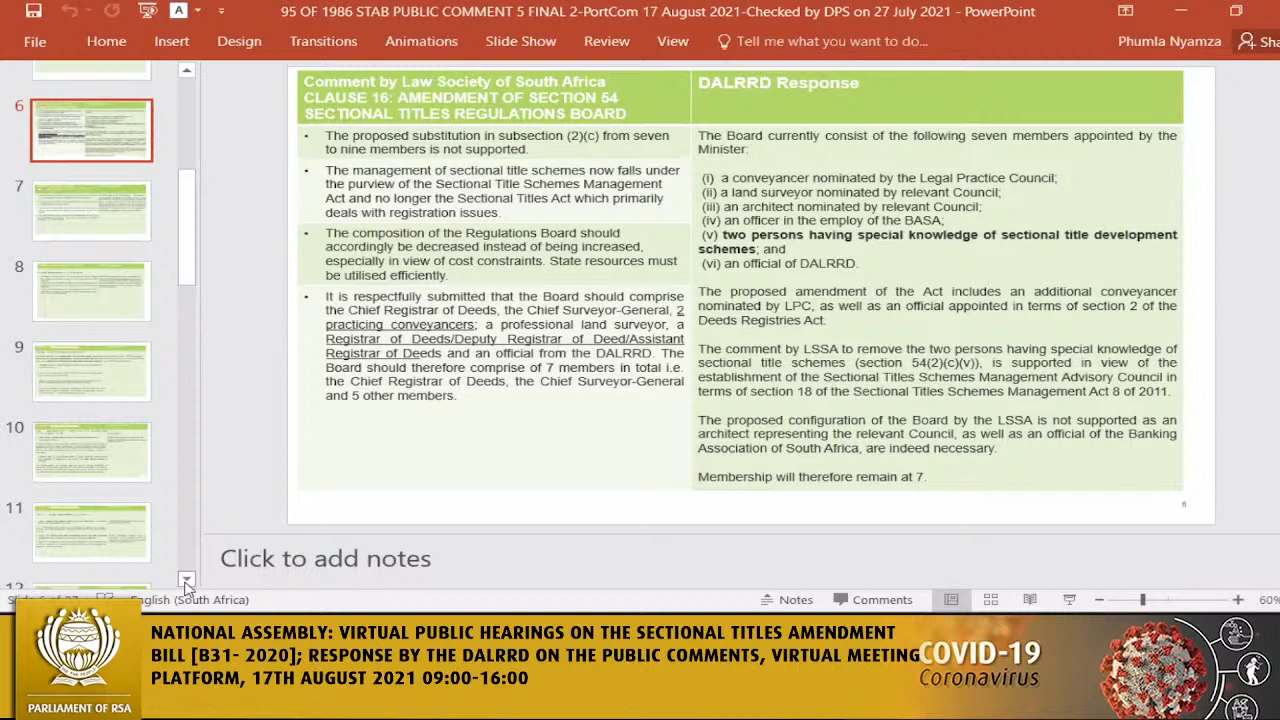 95 OF 1986 STAB PUBLIC COMMENT 5 FINAL 2-PortCom 17 August 2021-Checked by DPS on 27 July 2021 - PowerPoint
File Home Insert Design Transitions Animations Slide Show Review View Tell me what you want to do... Phumla Nyamza Sha
Comment by Law Society of South Africa
CLAUSE 16: AMENDMENT OF SECTION 54
SECTIONAL TITLES REGULATIONS BOARD
• The proposed substitution in subsection (2)(c) from seven
to nine members is not supported.
• The management of sectional title schemes now falls under
the purview of the Sectional Title Schemes Management
Act and no longer the Sectional Titles Act which primarily
deals with registration issues.
• The composition of the Regulations Board should
accordingly be decreased instead of being increased,
especially in view of cost constraints. State resources must
be utilised efficiently.
• It is respectfully submitted that the Board should comprise
the Chief Registrar of Deeds, the Chief Surveyor-General, 2
practicing conveyancers; a professional land surveyor, a
Registrar of Deeds/Deputy Registrar of Deed/Assistant
Registrar of Deeds and an official from the DALRRD. The
Board should therefore comprise of 7 members in total i.e.
the Chief Registrar of Deeds, the Chief Surveyor-General
and 5 other members.
DALRRD Response
The Board currently consist of the following seven members appointed by the
Minister:
(i) a conveyancer nominated by the Legal Practice Council;
(ii) a land surveyor nominated by relevant Council;
(iii) an architect nominated by relevant Council;
(iv) an officer in the employ of the BASA;
(v) two persons having special knowledge of sectional title development
schemes; and
(vi) an official of DALRRD.
The proposed amendment of the Act includes an additional conveyancer
nominated by LPC, as well as an official appointed in terms of section 2 of the
Deeds Registries Act.
The comment by LSSA to remove the two persons having special knowledge of
sectional title schemes (section 54(2)(c)(v)), is supported in view of the
establishment of the Sectional Titles Schemes Management Advisory Council in
terms of section 18 of the Sectional Titles Schemes Management Act 8 of 2011.
The proposed configuration of the Board by the LSSA is not supported as an
architect representing the relevant Council, as well as an official of the Banking
Association of South Africa, are indeed necessary.
Membership will therefore remain at 7.
6
6
7
8
9
10
11
12
Click to add notes
English (South Africa) Notes Comments 60%
NATIONAL ASSEMBLY: VIRTUAL PUBLIC HEARINGS ON THE SECTIONAL TITLES AMENDMENT
BILL [B31- 2020]; RESPONSE BY THE DALRRD ON THE PUBLIC COMMENTS, VIRTUAL MEETING
PLATFORM, 17TH AUGUST 2021 09:00-16:00
PARLIAMENT OF RSA
COVID-19
Coronavirus